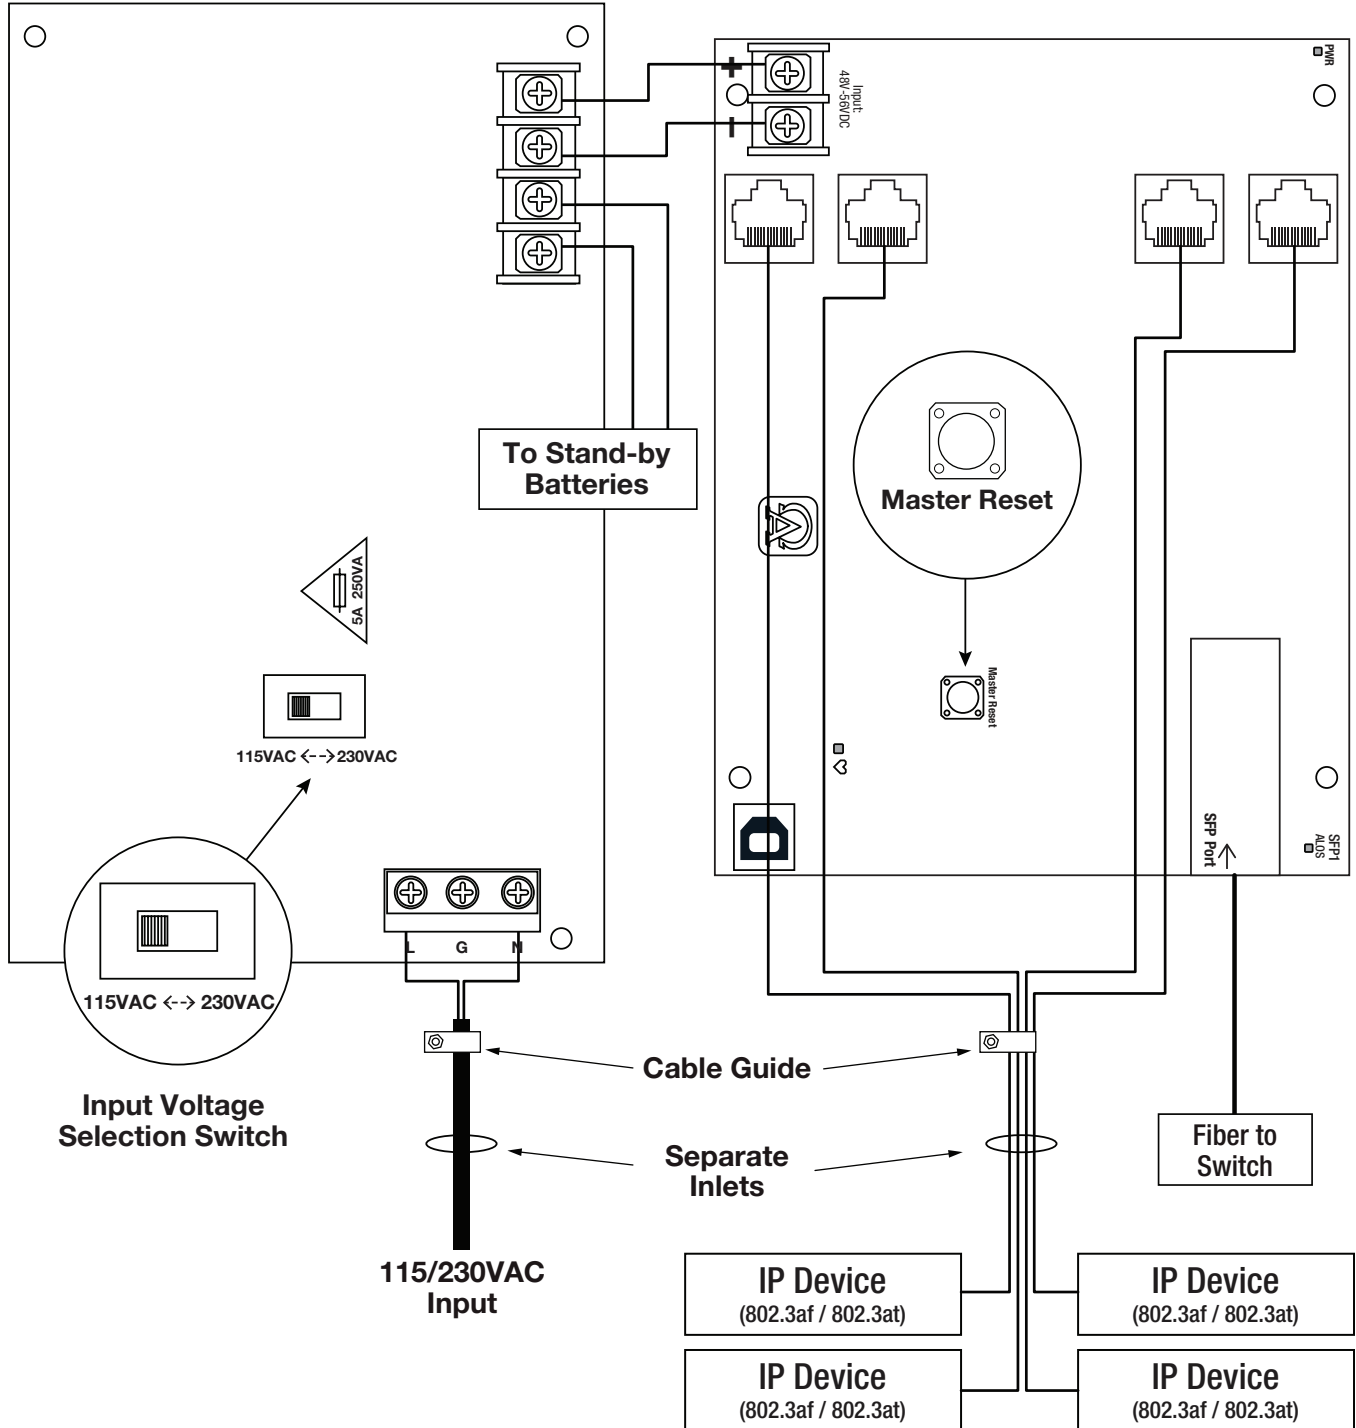 +
−
Input:
48V-56VDC
PWR
To Stand-by
Batteries
Master Reset
5A 250VA
Master Reset
115VAC <--> 230VAC
SFP Port
SFP1
ALOS
L G N
115VAC <--> 230VAC
Cable Guide
Input Voltage
Selection Switch
Separate
Inlets
Fiber to
Switch
115/230VAC
Input
IP Device
(802.3af / 802.3at)
IP Device
(802.3af / 802.3at)
IP Device
(802.3af / 802.3at)
IP Device
(802.3af / 802.3at)